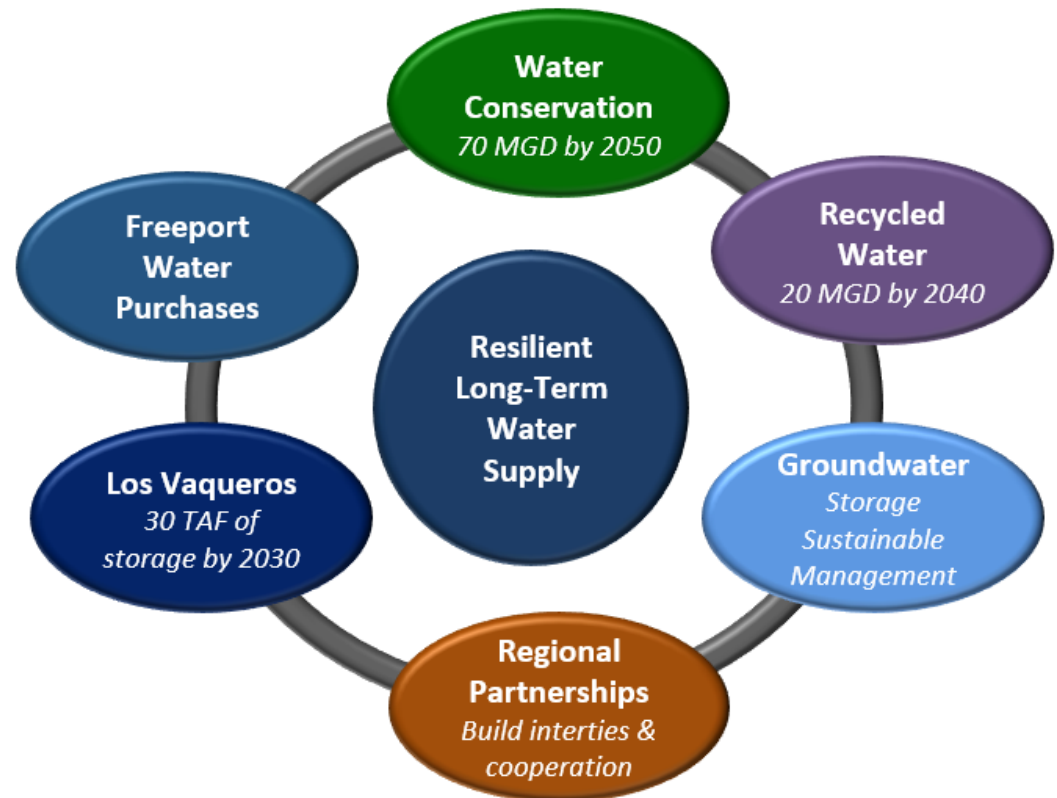 Water
Conservation
70 MGD by 2050
Recycled
Water
20 MGD by 2040
Groundwater
Storage
Sustainable
Management
Regional
Partnerships
Build interties &
cooperation
Los Vaqueros
30 TAF of
storage by 2030
Freeport
Water
Purchases
Resilient
Long-Term
Water
Supply